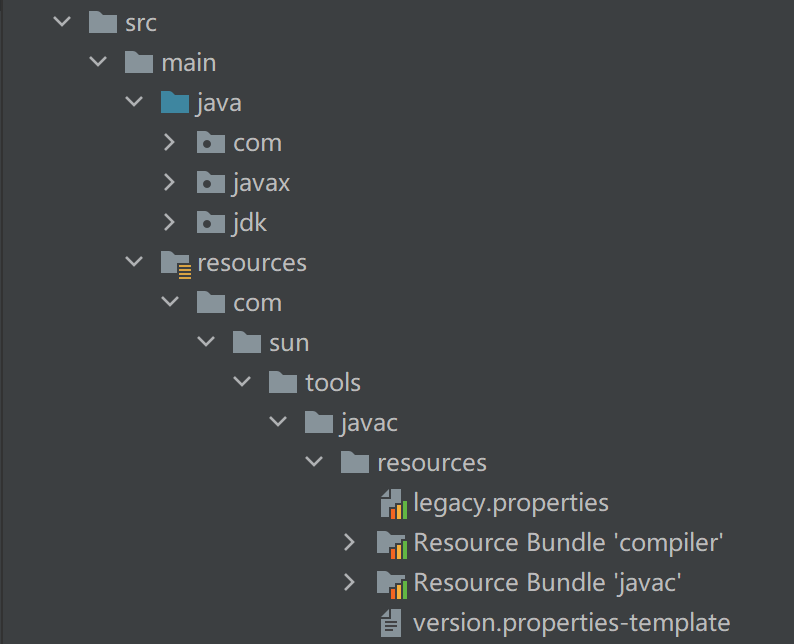 src
main
java
com
javax
jdk
resources
com
sun
tools
javac
resources
legacy.properties
Resource Bundle 'compiler'
Resource Bundle 'javac'
version.properties-template